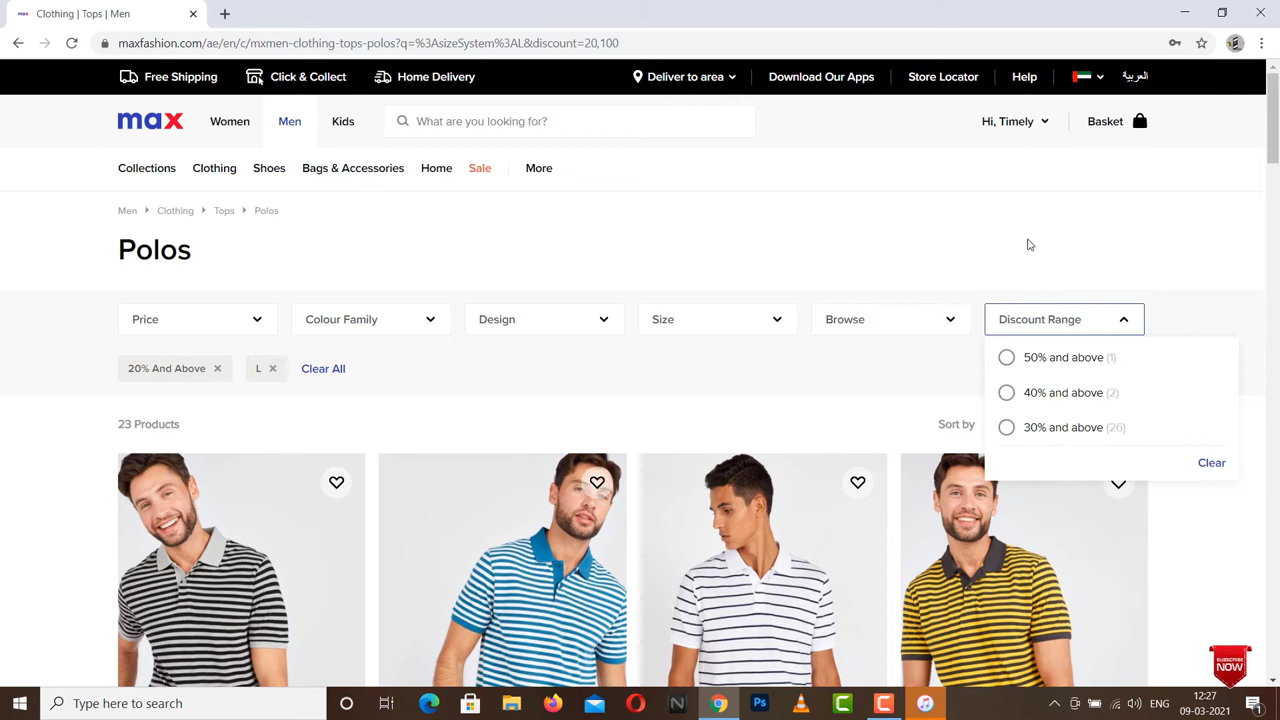 max Clothing | Tops | Men
maxfashion.com/ae/en/c/mxmen-clothing-tops-polos?q=%3AsizeSystem%3AL&discount=20,100
Free Shipping Click & Collect Home Delivery Deliver to area Download Our Apps Store Locator Help العربية
max Women Men Kids What are you looking for? Hi, Timely Basket
Collections Clothing Shoes Bags & Accessories Home Sale More
Men Clothing Tops Polos
Polos
Price Colour Family Design Size Browse Discount Range
20% And Above L Clear All
50% and above (1)
40% and above (2)
30% and above (26)
Clear
23 Products Sort by
SUBSCRIBE
NOW
Type here to search
Ps
N
ENG
12:27
09-03-2021
1